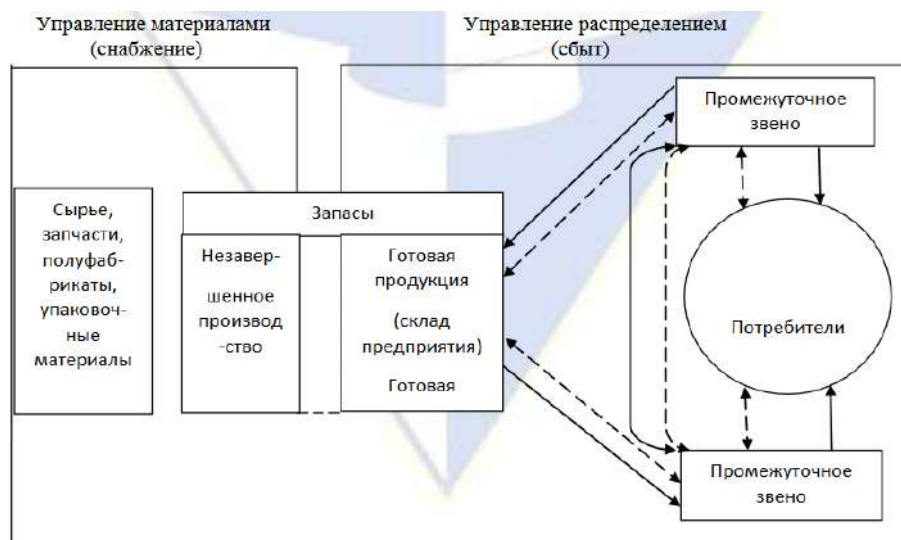 Управление материалами
(снабжение)
Управление распределением
(сбыт)
Промежуточное
звено
Сырье,
запчасти,
полуфаб-
рикаты,
упаковоч-
ные
материалы
Запасы
Незавер-
шенное
производ
-ство
Готовая
продукция
(склад
предприятия)
Готовая
Потребители
Промежуточное
звено